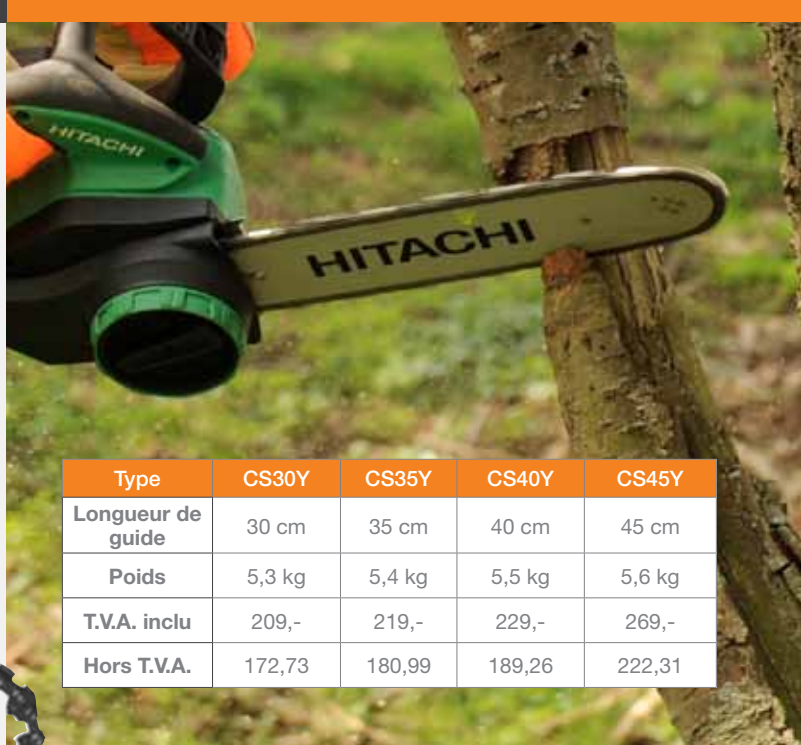 HITACHI
HITACHI
Type CS30Y CS35Y CS40Y CS45Y
Longueur de
guide 30 cm 35 cm 40 cm 45 cm
Poids 5,3 kg 5,4 kg 5,5 kg 5,6 kg
T.V.A. inclu 209,- 219,- 229,- 269,-
Hors T.V.A. 172,73 180,99 189,26 222,31